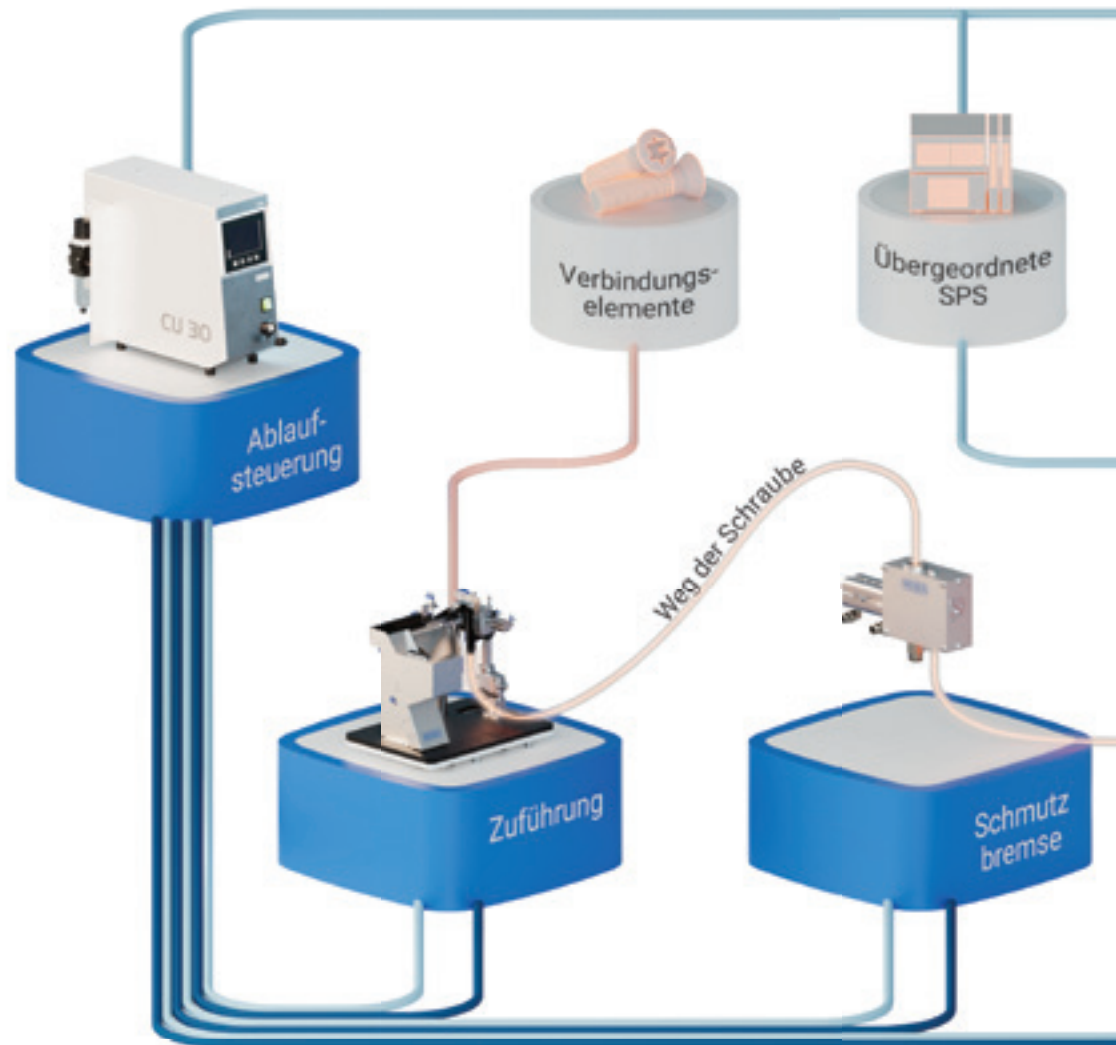 CU 30
Ablauf-
steuerung
Verbindungs-
elemente
Übergeordnete
SPS
Weg der Schraube
Zuführung
Schmutz
bremse